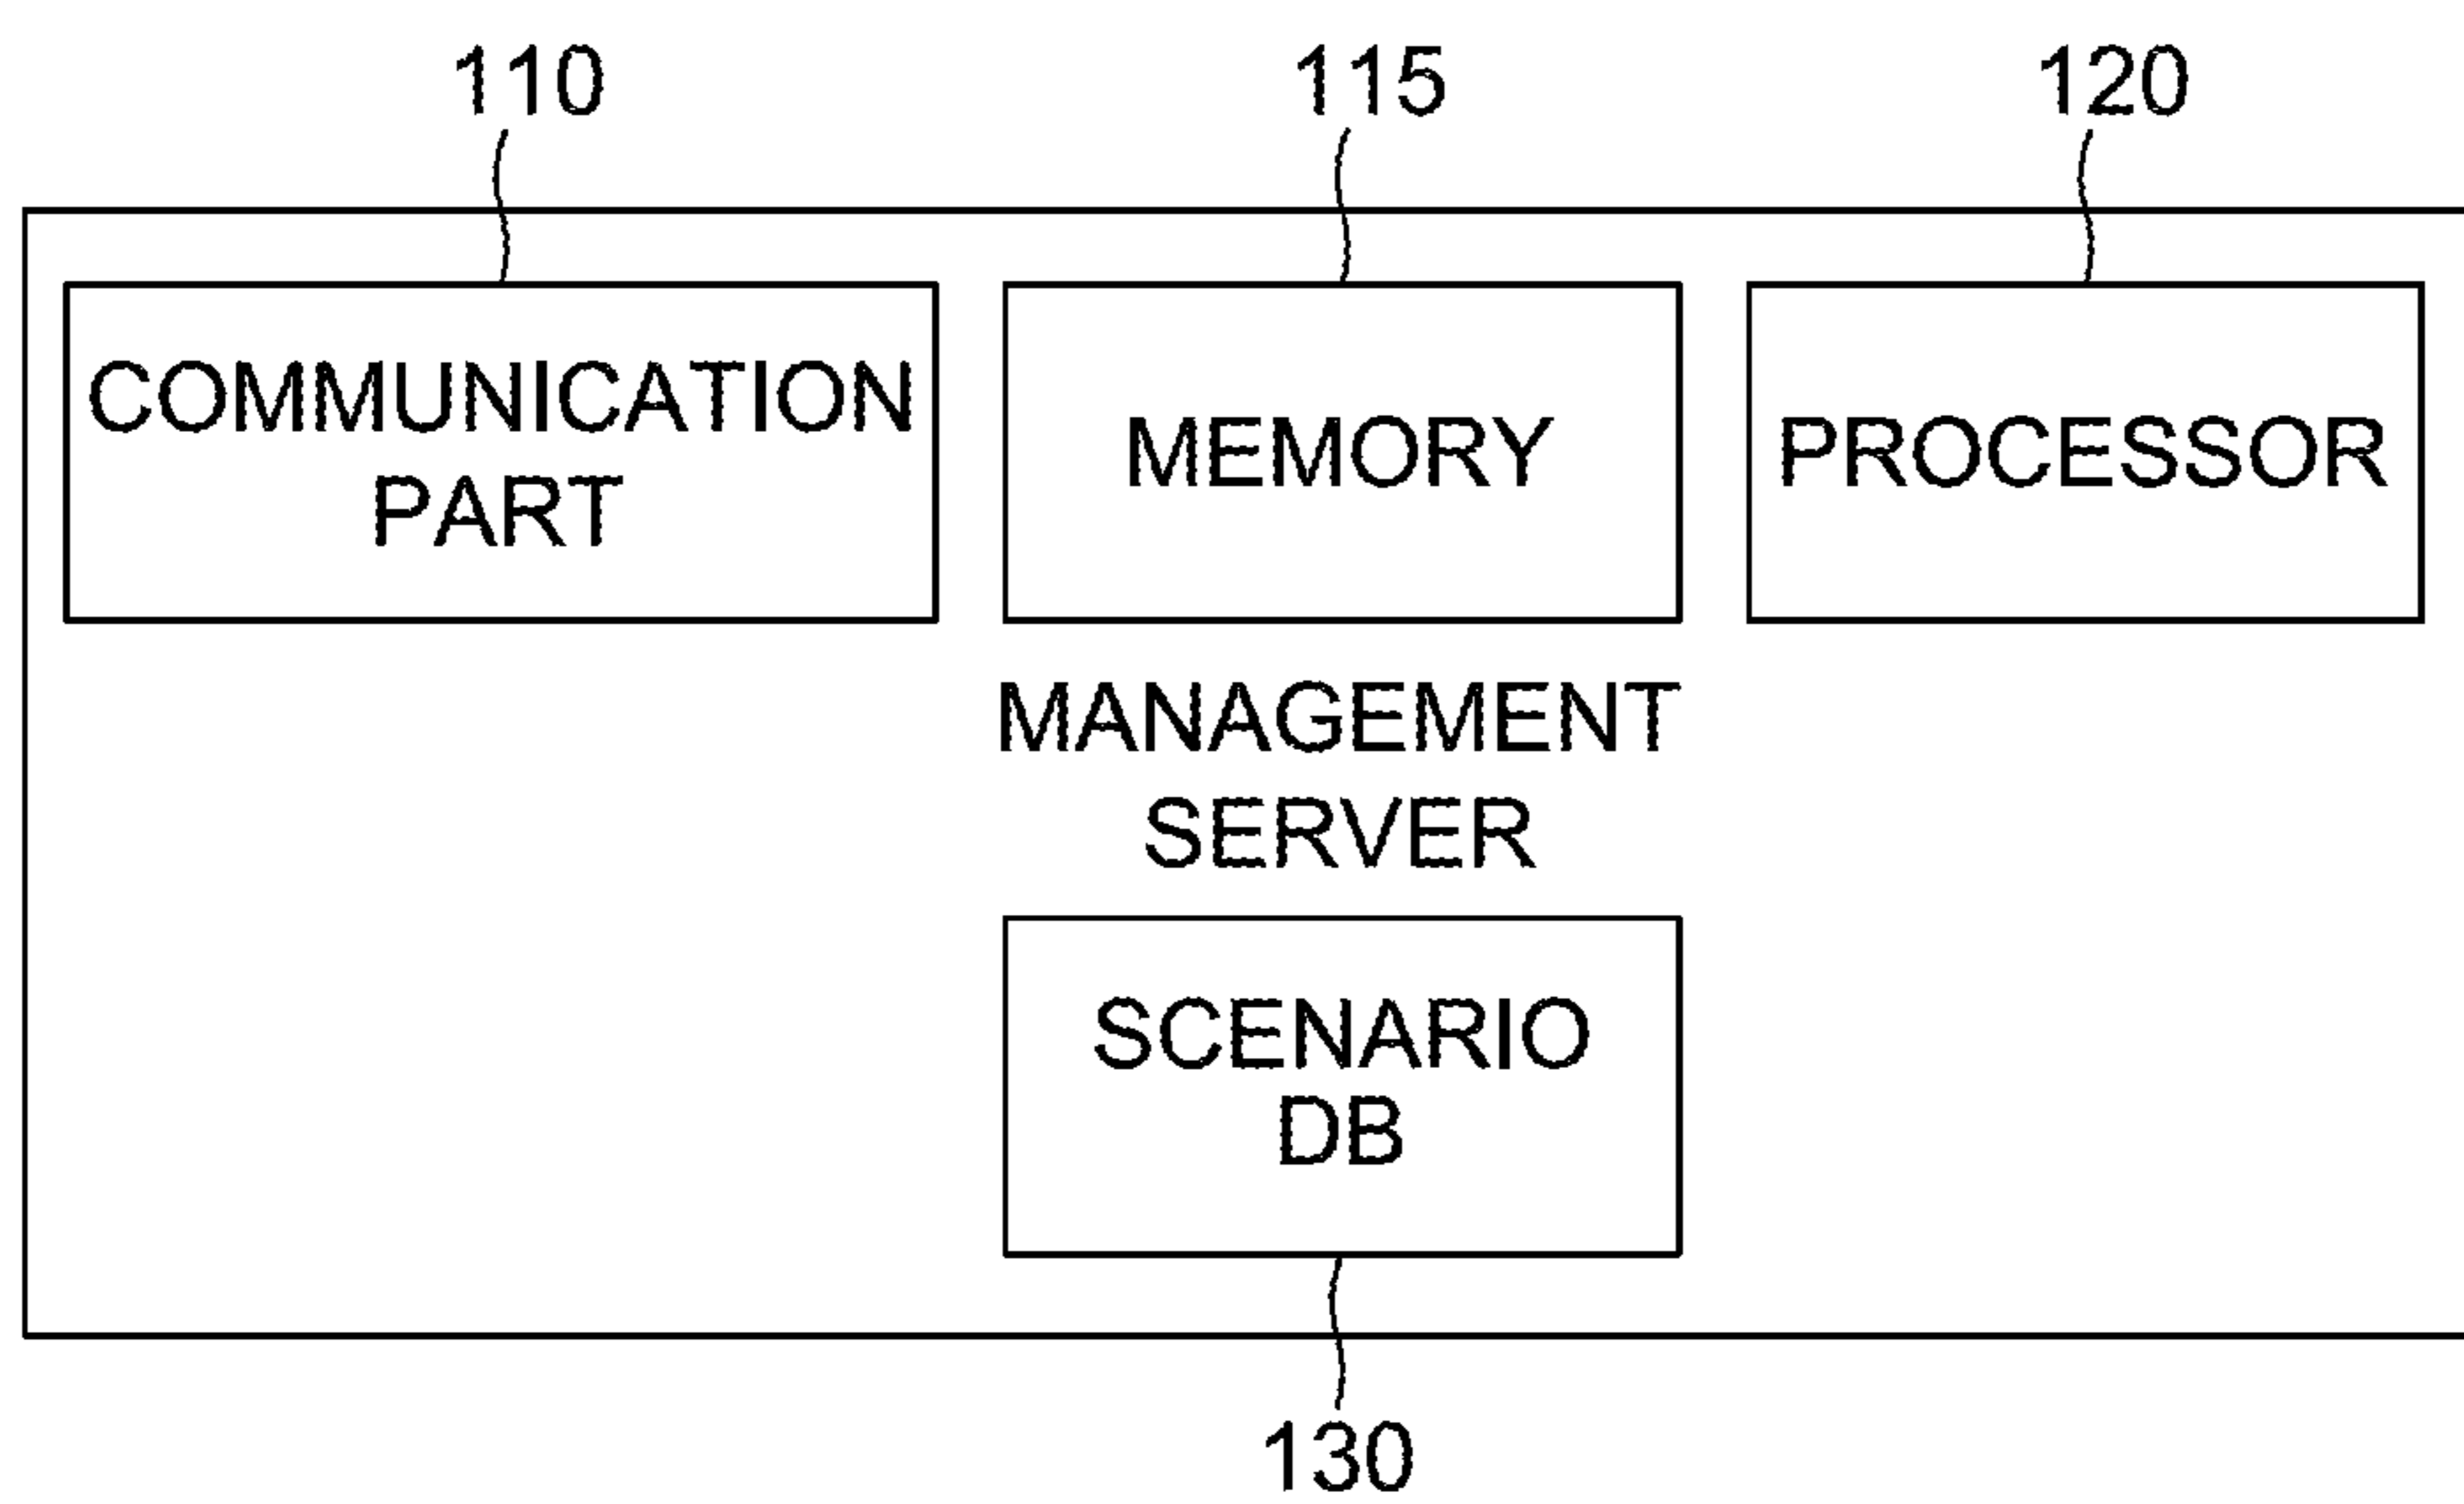 110
115
120
COMMUNICATION
PART
MEMORY
PROCESSOR
MANAGEMENT
SERVER
SCENARIO
DB
130